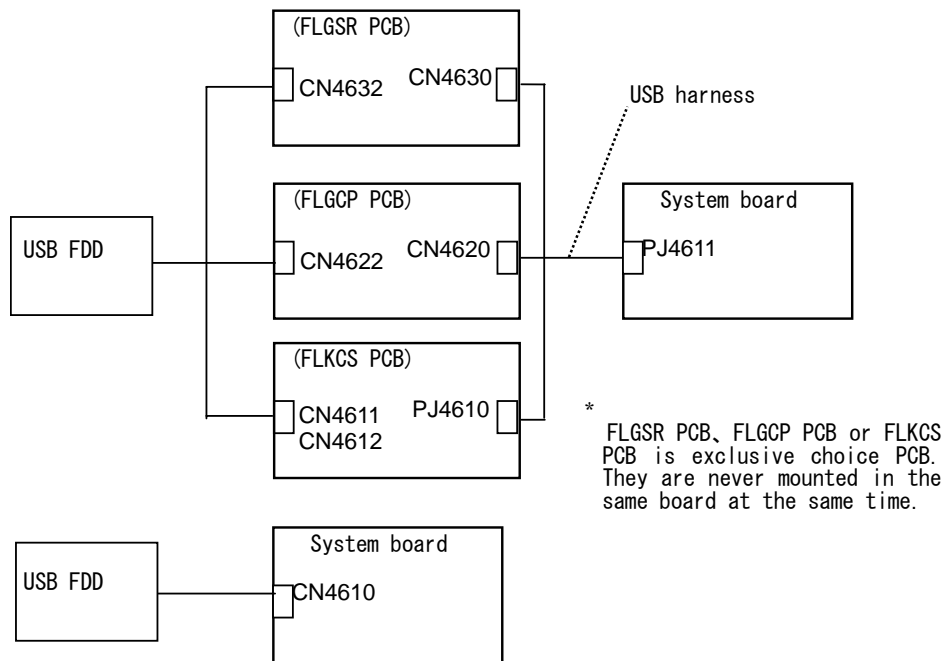 (FLGSR PCB)
CN4632
CN4630
USB harness
(FLGCP PCB)
System board
USB FDD
CN4622
CN4620
PJ4611
(FLKCS PCB)
CN4611
PJ4610
CN4612
*
FLGSR PCB、FLGCP PCB or FLKCS
PCB is exclusive choice PCB.
They are never mounted in the
same board at the same time.
System board
USB FDD
CN4610